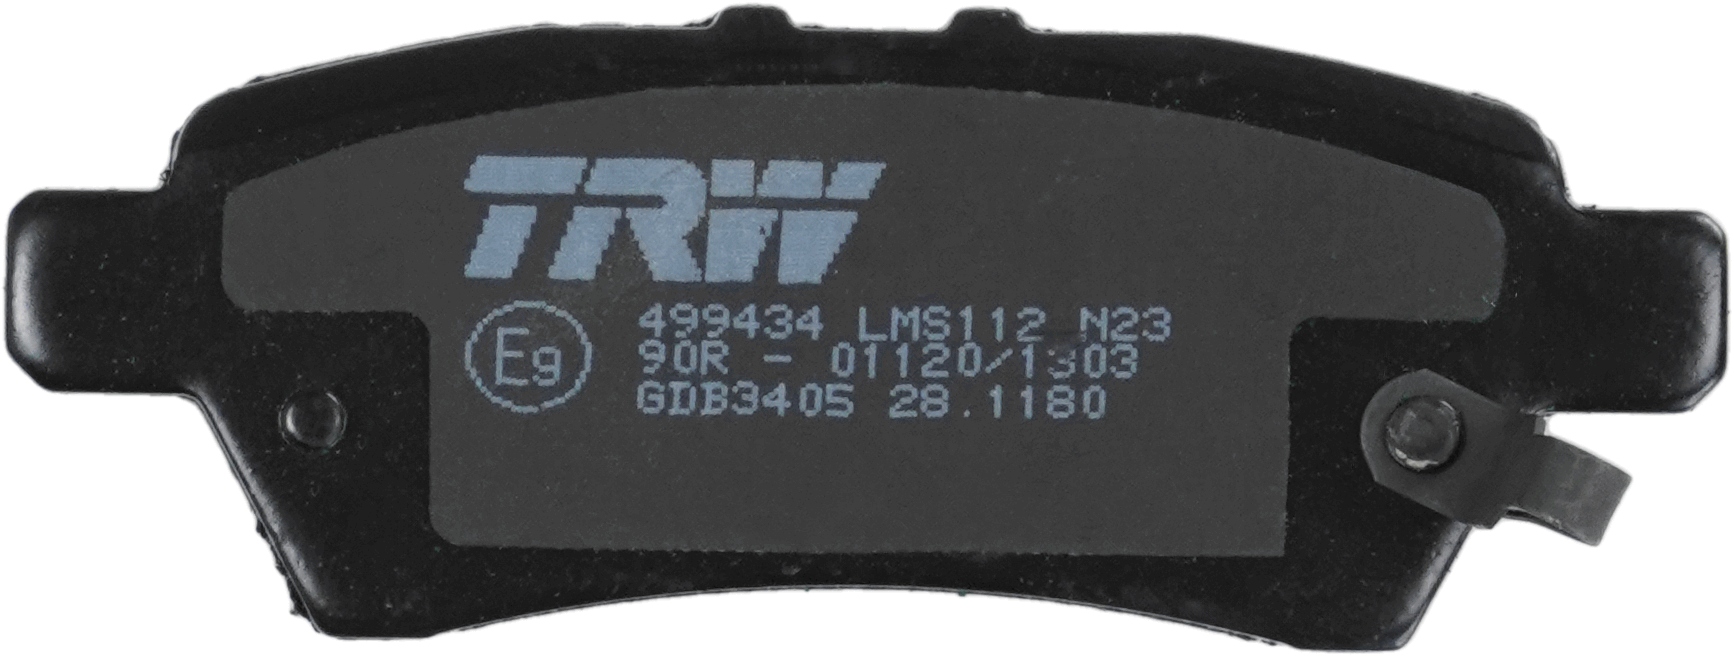 TRW
E9
499434 LMS112 N23
90R - 01120/1303
GDB3405 28.1180